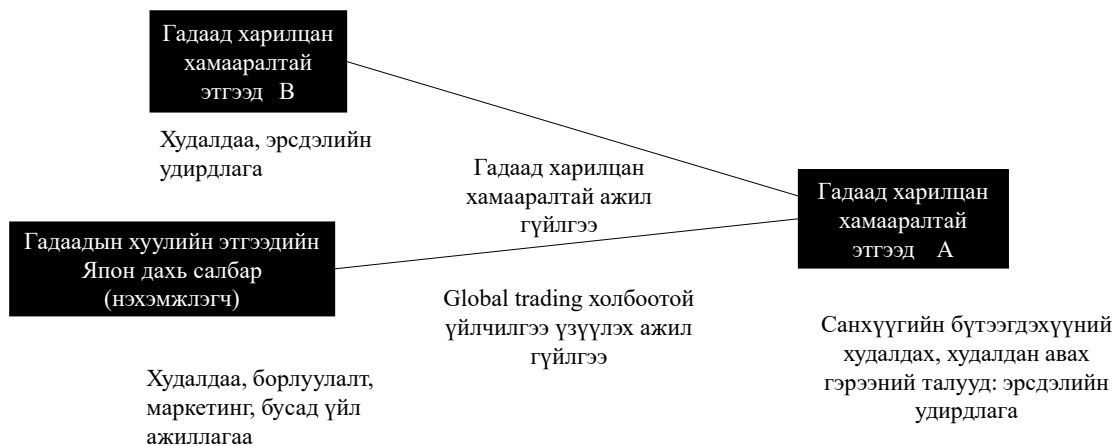 Гадаад харилцан
хамааралтай
этгээд В
Худалдаа, эрсдэлийн
удирдлага
Гадаад харилцан
хамааралтай ажил
гүйлгээ
Гадаад харилцан
хамааралтай
этгээд А
Гадаадын хуулийн этгээдийн
Япон дахь салбар
(нэхэмжлэгч)
Global trading холбоотой
үйлчилгээ үзүүлэх ажил
гүйлгээ
Санхүүгийн бүтээгдэхүүний
худалдах, худалдан авах
гэрээний талууд: эрсдэлийн
удирдлага
Худалдаа, борлуулалт,
маркетинг, бусад үйл
ажиллагаа